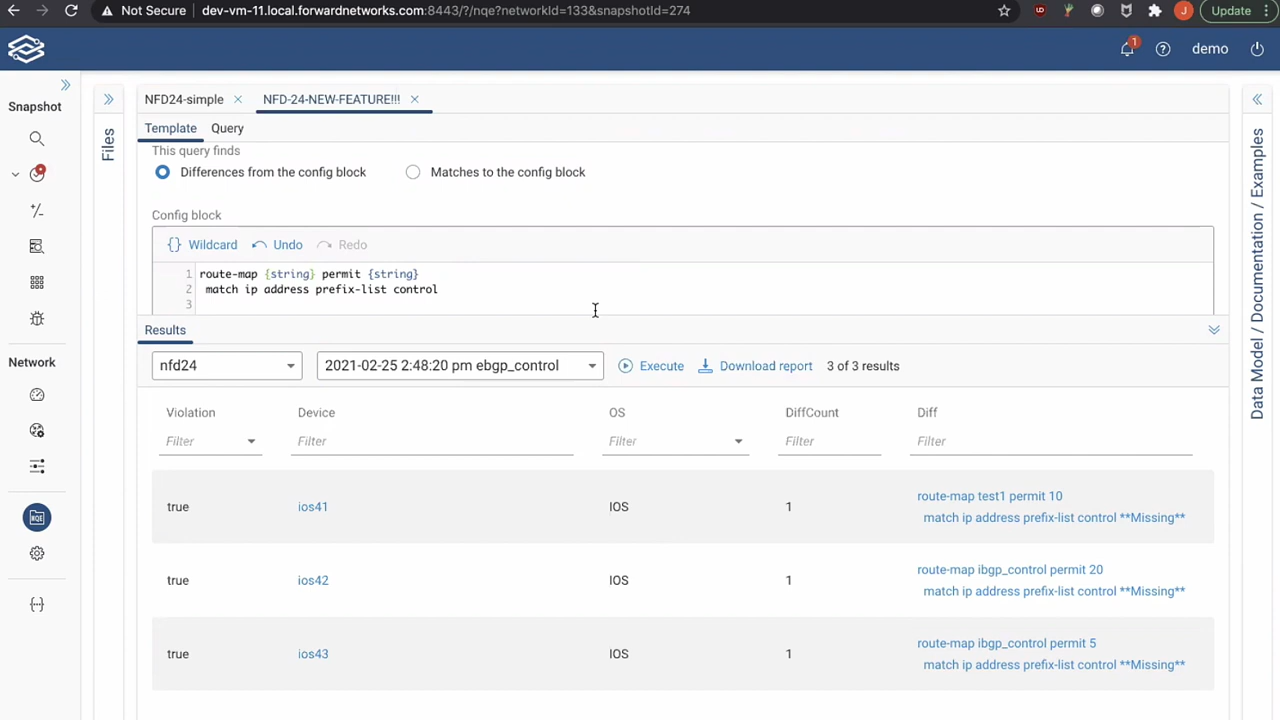 Not Secure dev-vm-11.local.forwardnetworks.com:8443/?/nqe?networkId=133&snapshotId=274
J
Update
1
demo
Snapshot
Files
NFD24-simple
NFD-24-NEW-FEATURE!!!
Template Query
This query finds
Differences from the config block Matches to the config block
Config block
{} Wildcard Undo Redo
1 route-map {string} permit {string}
2 match ip address prefix-list control
3
Data Model / Documentation / Examples
Results
nfd24 2021-02-25 2:48:20 pm ebgp_control Execute Download report 3 of 3 results
Network
NQE
Violation Device OS DiffCount Diff
Filter Filter Filter Filter Filter
true ios41 IOS 1 route-map test1 permit 10
match ip address prefix-list control **Missing**
true ios42 IOS 1 route-map ibgp_control permit 20
match ip address prefix-list control **Missing**
true ios43 IOS 1 route-map ibgp_control permit 5
match ip address prefix-list control **Missing**